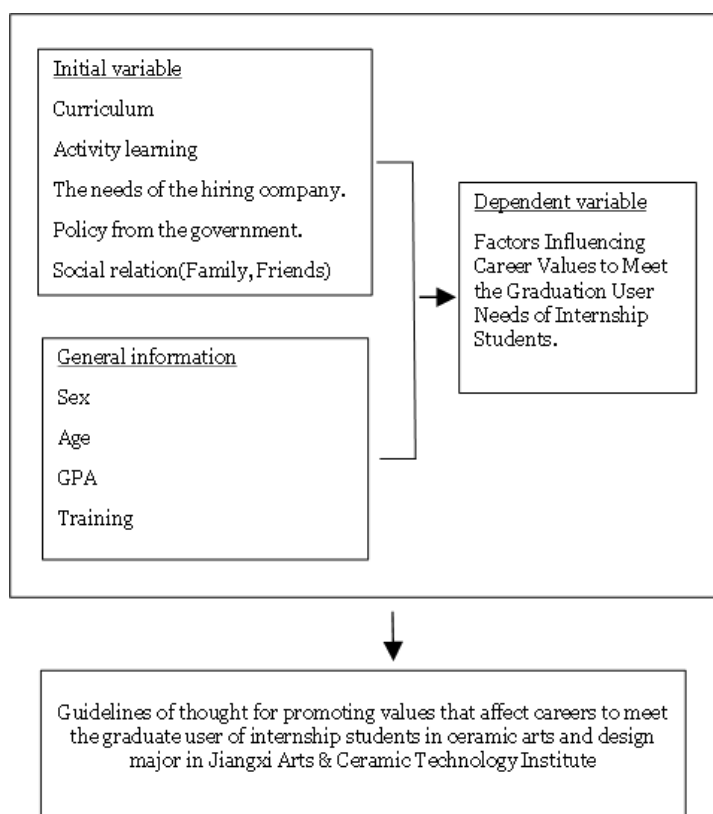 Initial variable
Curriculum
Activity learning
The needs of the hiring company.
Policy from the government.
Social relation(Family, Friends)
General information
Sex
Age
GPA
Training
Dependent variable
Factors Influencing
Career Values to Meet
the Graduation User
Needs of Internship
Students.
Guidelines of thought for promoting values that affect careers to meet
the graduate user of internship students in ceramic arts and design
major in Jiangxi Arts & Ceramic Technology Institute